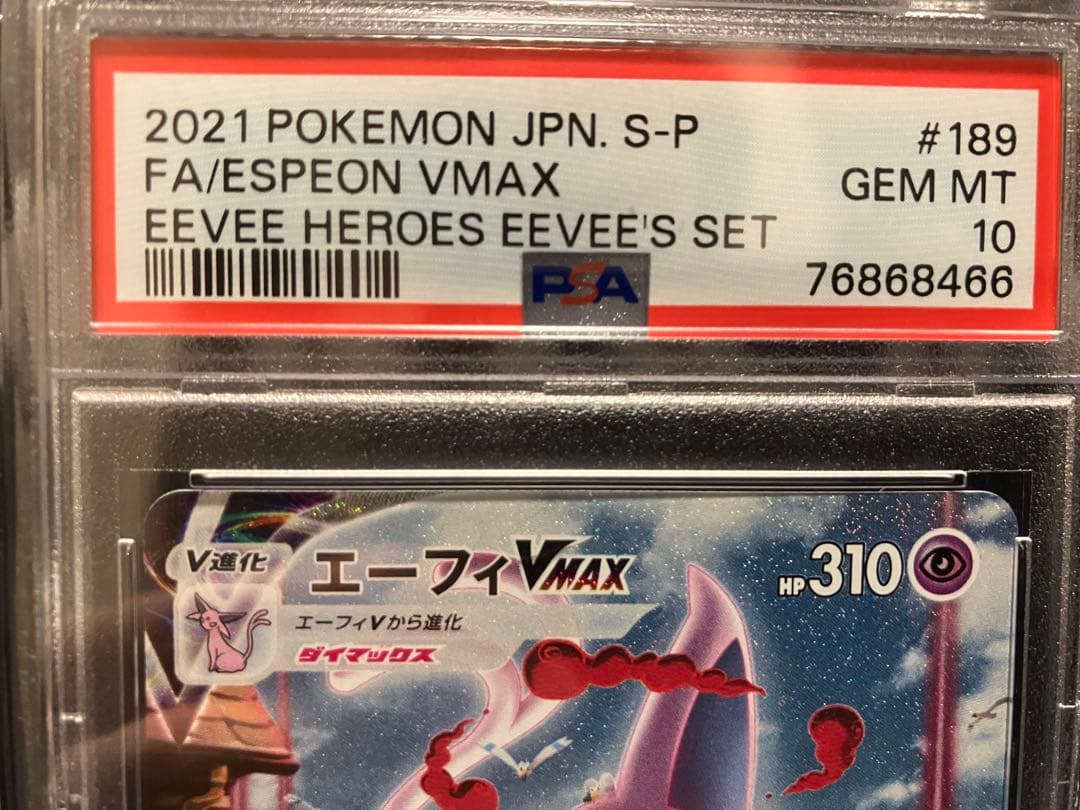 2021 POKEMON JPN. S-P #189
FA/ESPEON VMAX GEM MT
EEVEE HEROES EEVEE'S SET 10
PSA 76868466
V進化 エーフィVMAX HP310
エーフィVから進化
ダイマックス